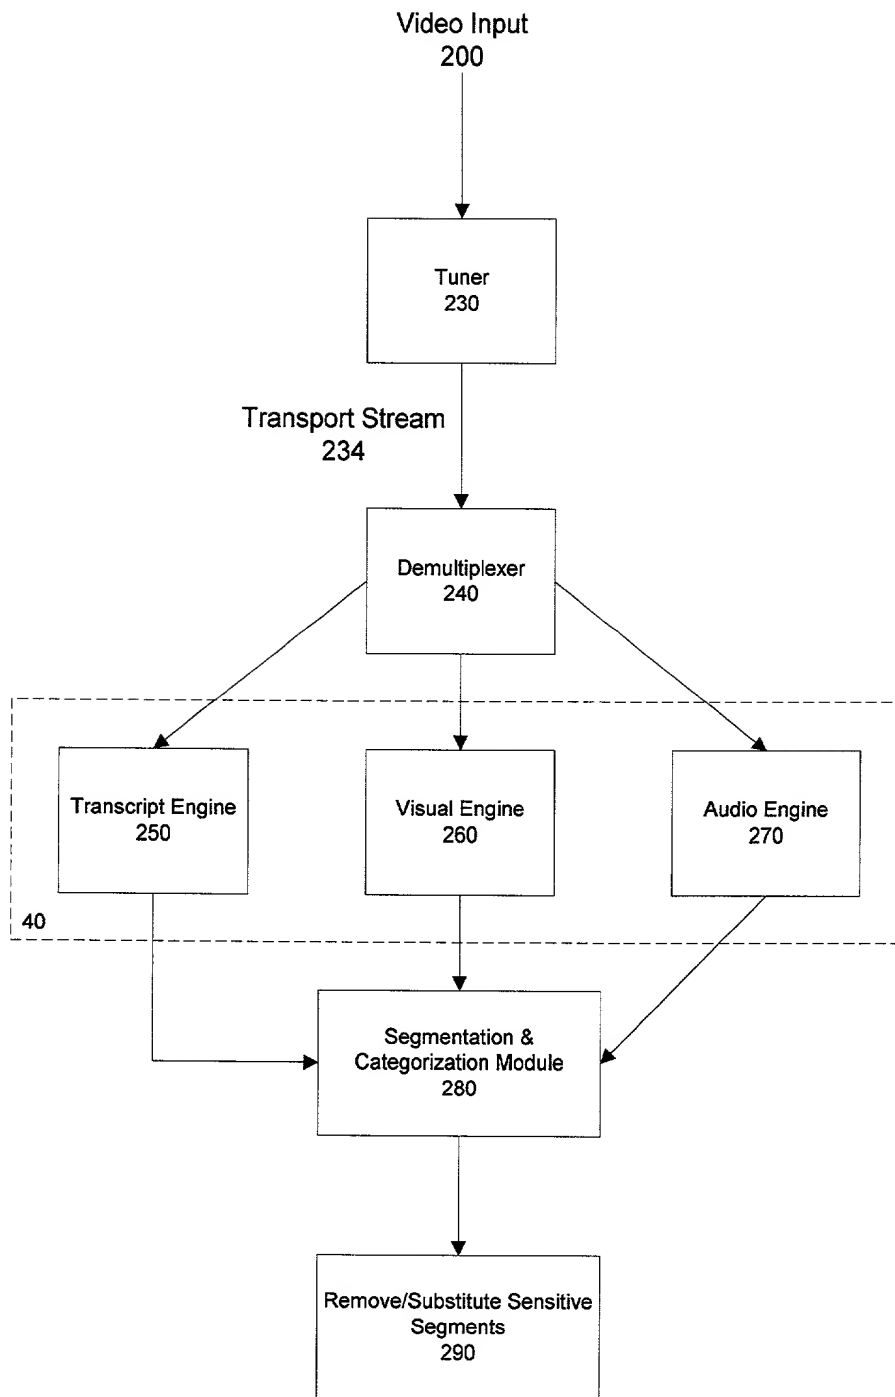 Video Input
200
Tuner
230
Transport Stream
234
Demultiplexer
240
Transcript Engine
250
Visual Engine
260
Audio Engine
270
40
Segmentation &
Categorization Module
280
Remove/Substitute Sensitive
Segments
290